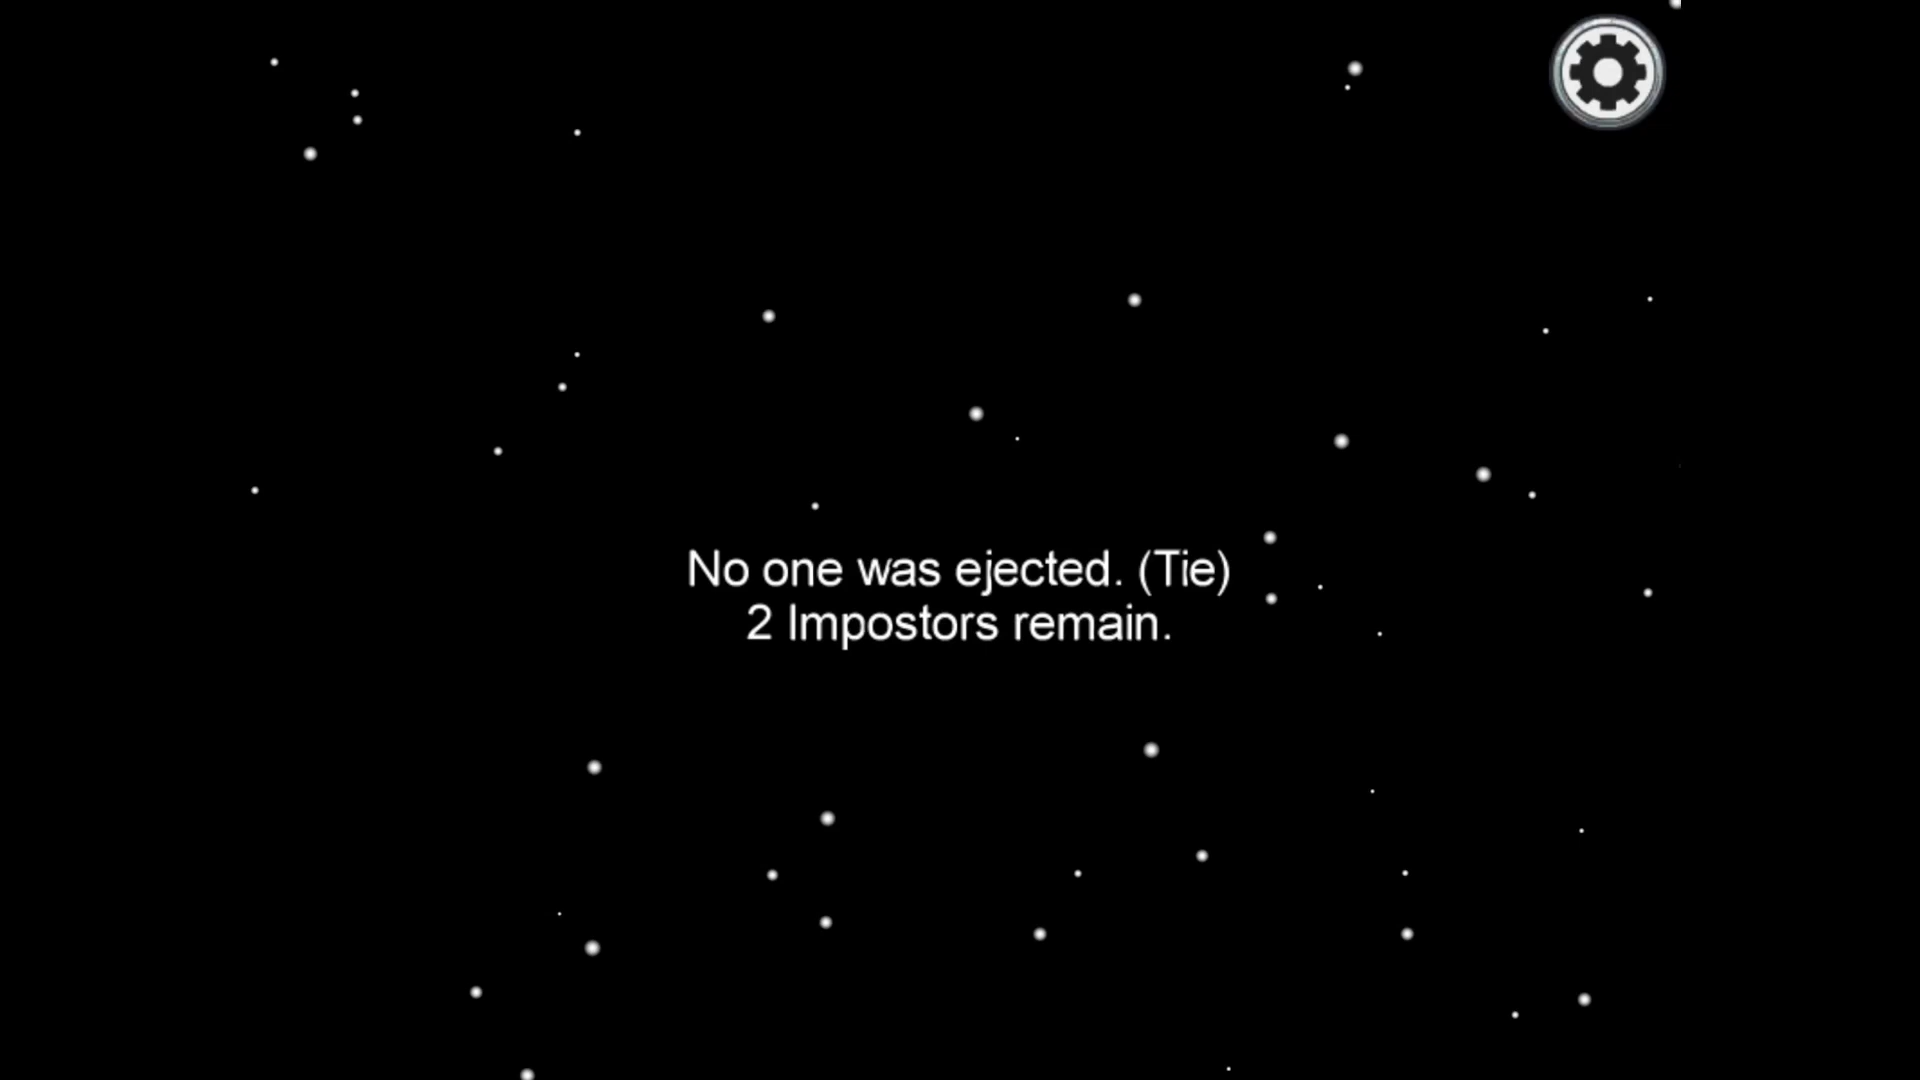 No one was ejected. (Tie)
2 Impostors remain.